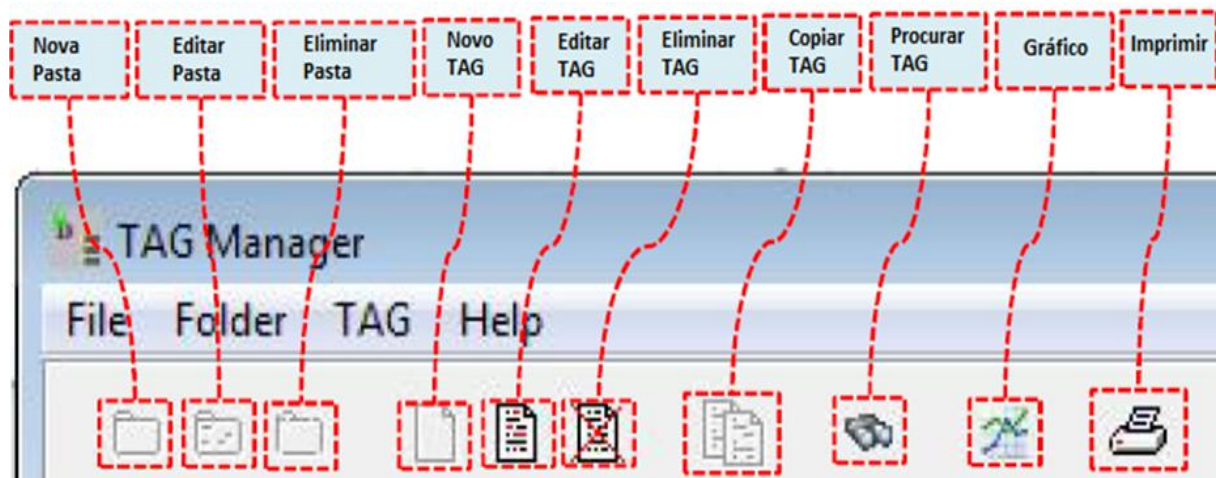 Nova
Pasta
Editar
Pasta
Eliminar
Pasta
Novo
TAG
Editar
TAG
Eliminar
TAG
Copiar
TAG
Procurar
TAG
Gráfico
Imprimir
TAG Manager
File Folder TAG Help